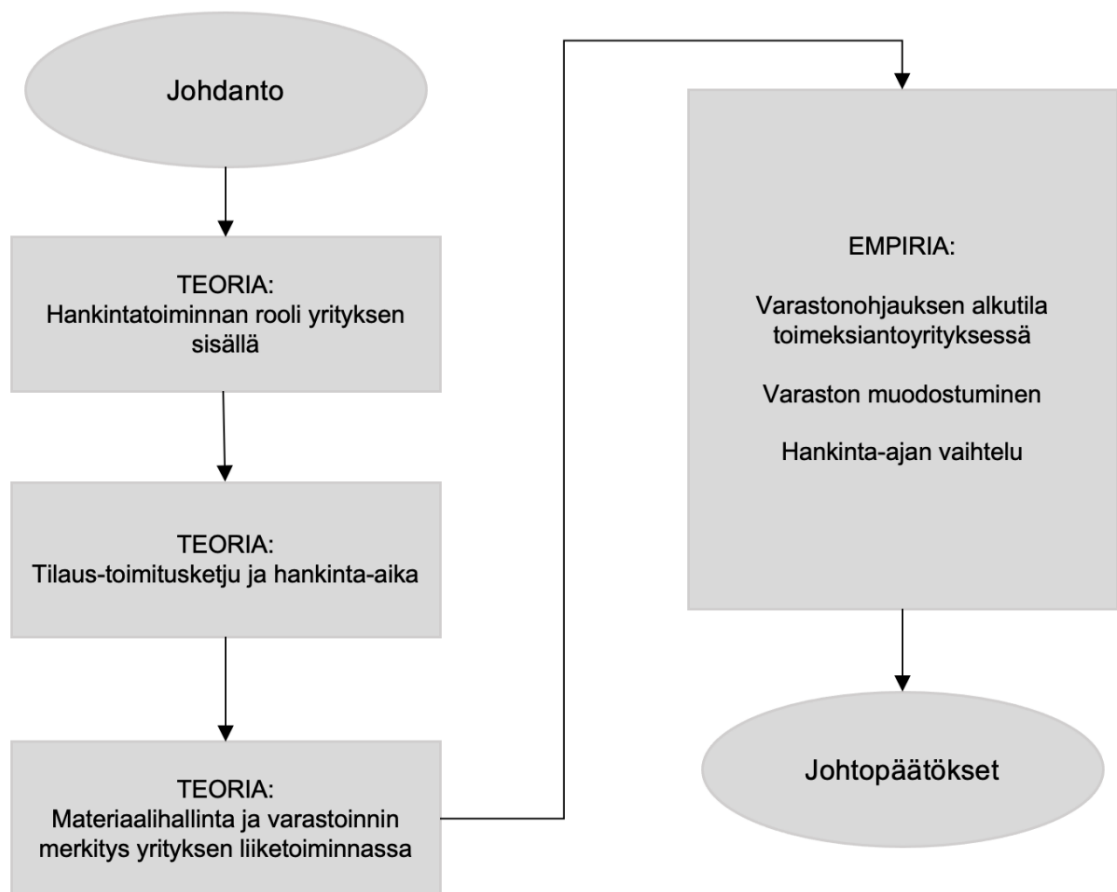 Johdanto
TEORIA:
Hankintatoiminnan rooli yrityksen
sisällä
TEORIA:
Tilaus-toimitusketju ja hankinta-aika
TEORIA:
Materiaalihallinta ja varastoinnin
merkitys yrityksen liiketoiminnassa
EMPIRIA:
Varastonohjauksen alkutila
toimeksiantoyrityksessä
Varaston muodostuminen
Hankinta-ajan vaihtelu
Johtopäätökset